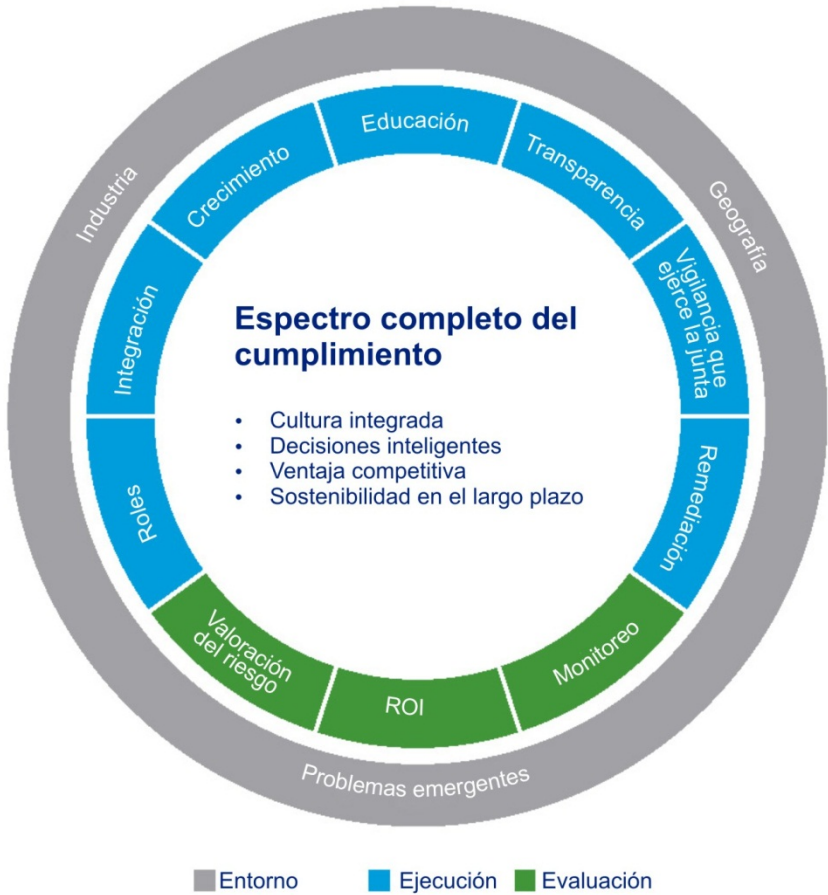 Industria
Geografía
Problemas emergentes
Educación
Transparencia
Vigilancia que
ejerce la junta
Remediación
Monitoreo
ROI
Valoración
del riesgo
Roles
Integración
Crecimiento
Espectro completo del
cumplimiento
• Cultura integrada
• Decisiones inteligentes
• Ventaja competitiva
• Sostenibilidad en el largo plazo
Entorno
Ejecución
Evaluación